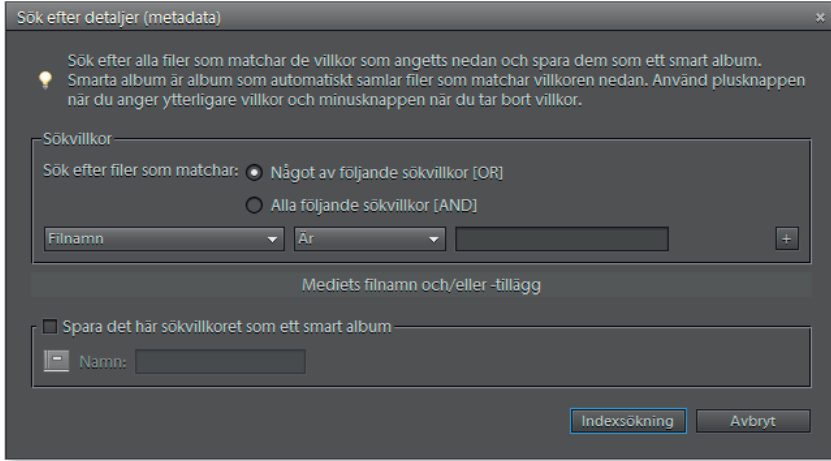 Sök efter detaljer (metadata)
Sök efter alla filer som matchar de villkor som angetts nedan och spara dem som ett smart album.
Smarta album är album som automatiskt samlar filer som matchar villkoren nedan. Använd plusknappen
när du anger ytterligare villkor och minusknappen när du tar bort villkor.
Sökvillkor
Sök efter filer som matchar: Något av följande sökvillkor [OR]
Alla följande sökvillkor [AND]
Filnamn Är +
Mediets filnamn och/eller -tillägg
Spara det här sökvillkoret som ett smart album
Namn:
Indexsökning Avbryt